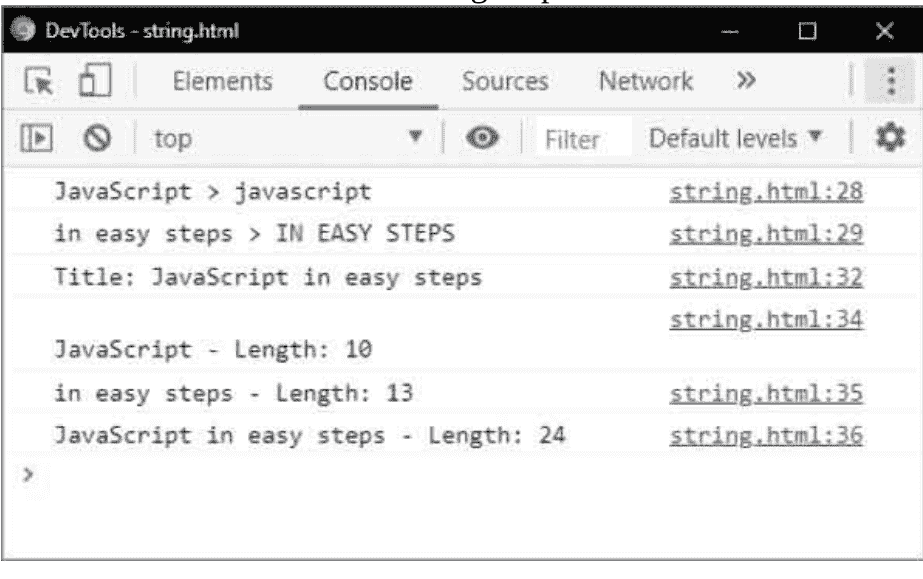 DevTools - string.html
Elements Console Sources Network »
top Filter Default levels
JavaScript > javascript string.html:28
in easy steps > IN EASY STEPS string.html:29
Title: JavaScript in easy steps string.html:32
string.html:34
JavaScript - Length: 10
in easy steps - Length: 13 string.html:35
JavaScript in easy steps - Length: 24 string.html:36
>